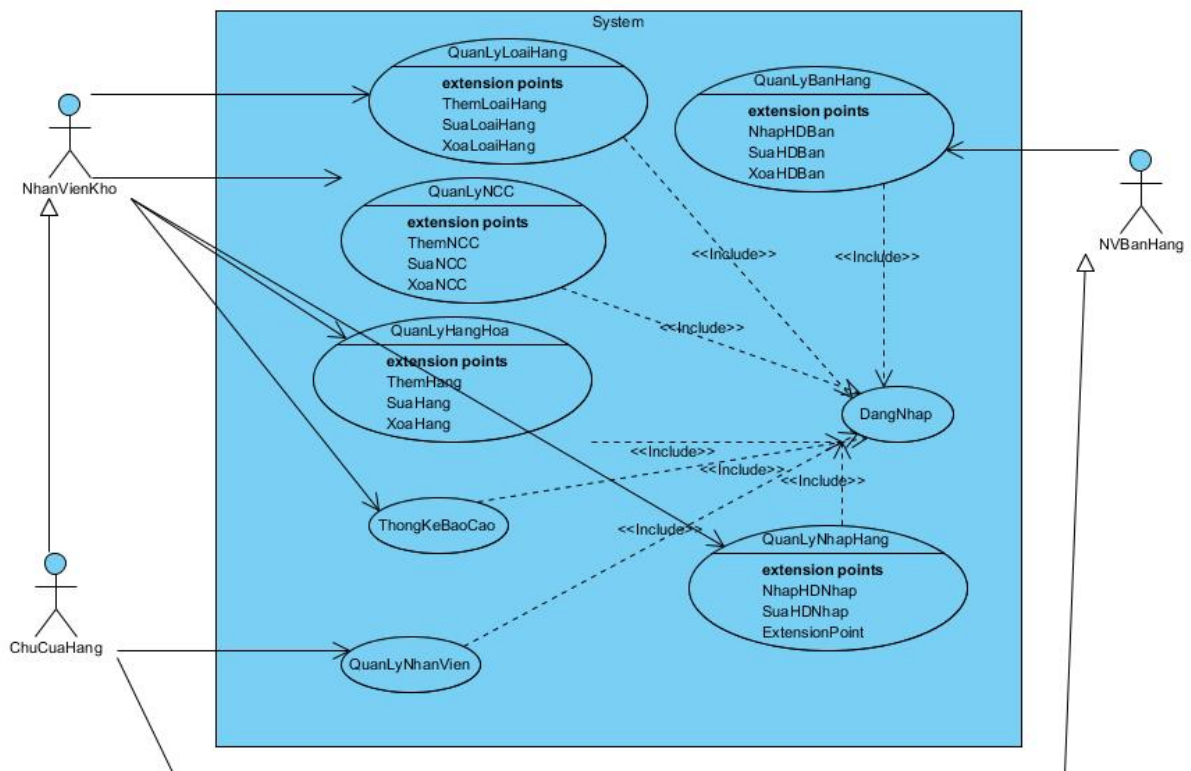 System
QuanLyLoaiHang
extension points
ThemLoaiHang
SuaLoaiHang
XoaLoaiHang
QuanLyBanHang
extension points
NhapHDBan
SuaHDBan
XoaHDBan
NhanVienKho
NVBanHang
QuanLyNCC
extension points
ThemNCC
SuaNCC
XoaNCC
<<Include>>
<<Include>>
<<Include>>
QuanLyHangHoa
extension points
ThemHang
SuaHang
XoaHang
DangNhap
<<Include>>
<<Include>>
<<Include>>
ThongKeBaoCao
<<Include>>
QuanLyNhapHang
extension points
NhapHDNhap
SuaHDNhap
ExtensionPoint
ChuCuaHang
QuanLyNhanVien